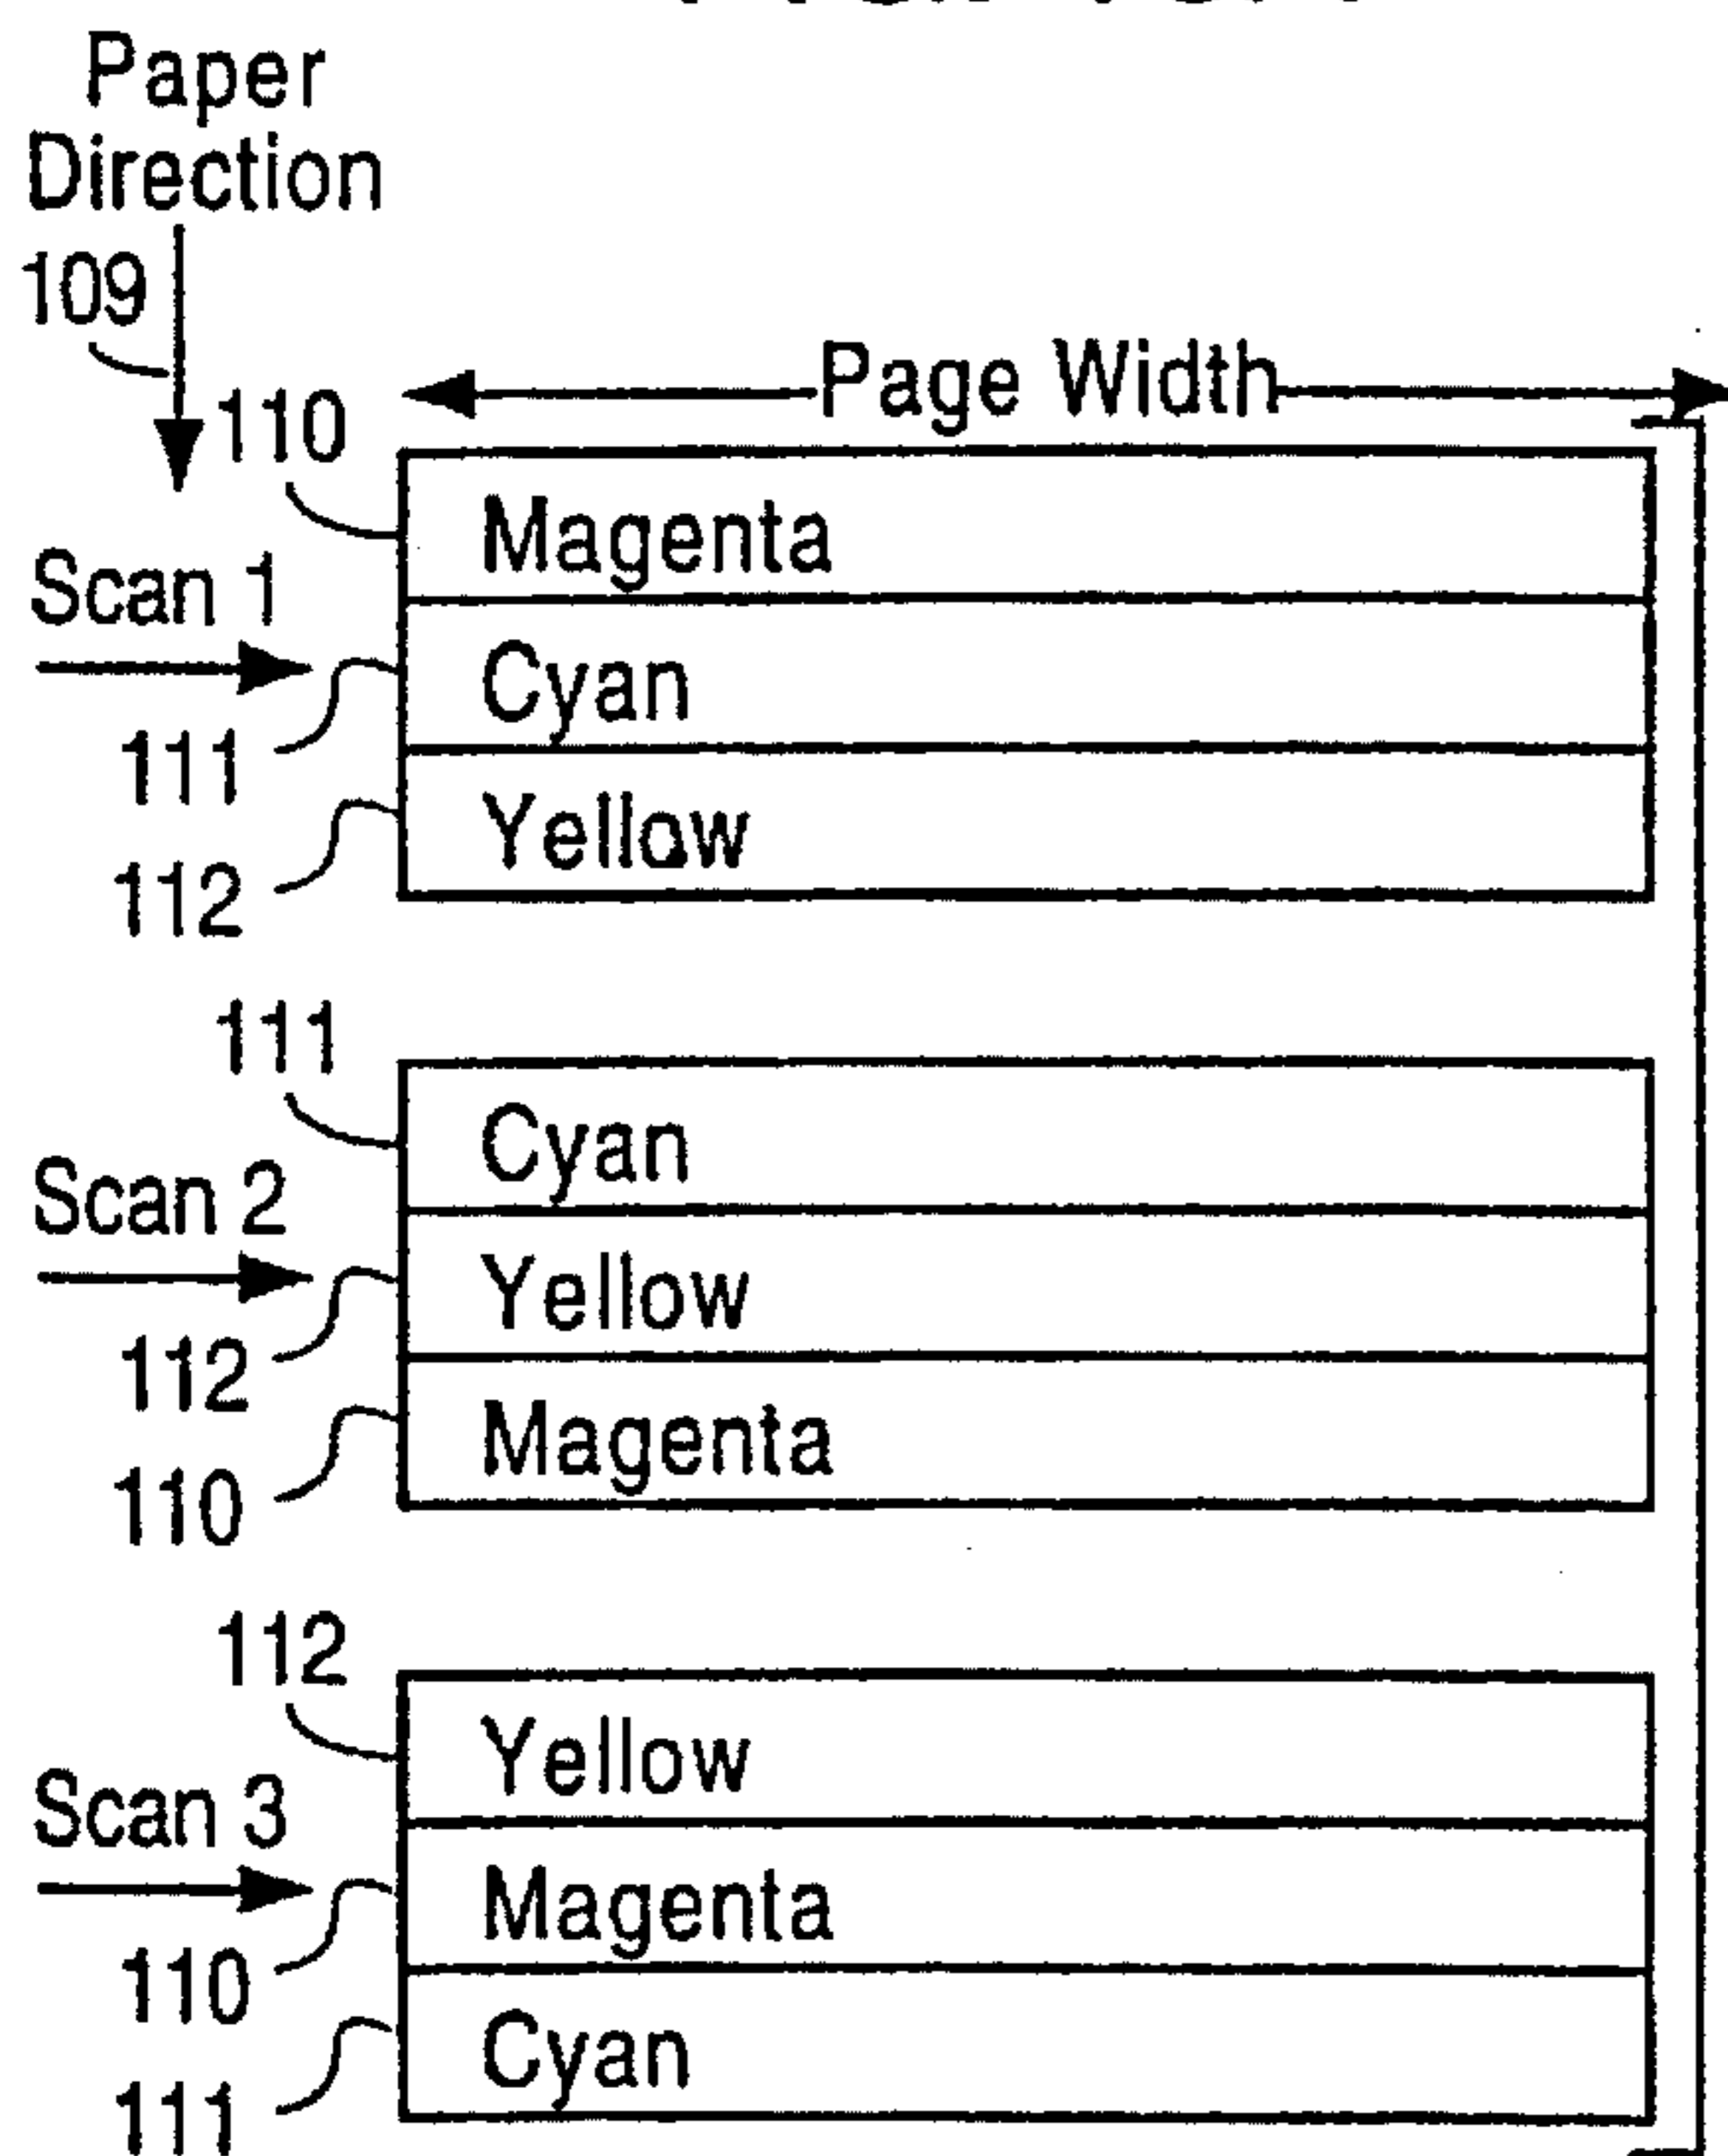 Paper
Direction
109
Page Width
110
Magenta
Scan 1
Cyan
111
Yellow
112
111
Cyan
Scan 2
Yellow
112
Magenta
110
112
Yellow
Scan 3
Magenta
110
Cyan
111